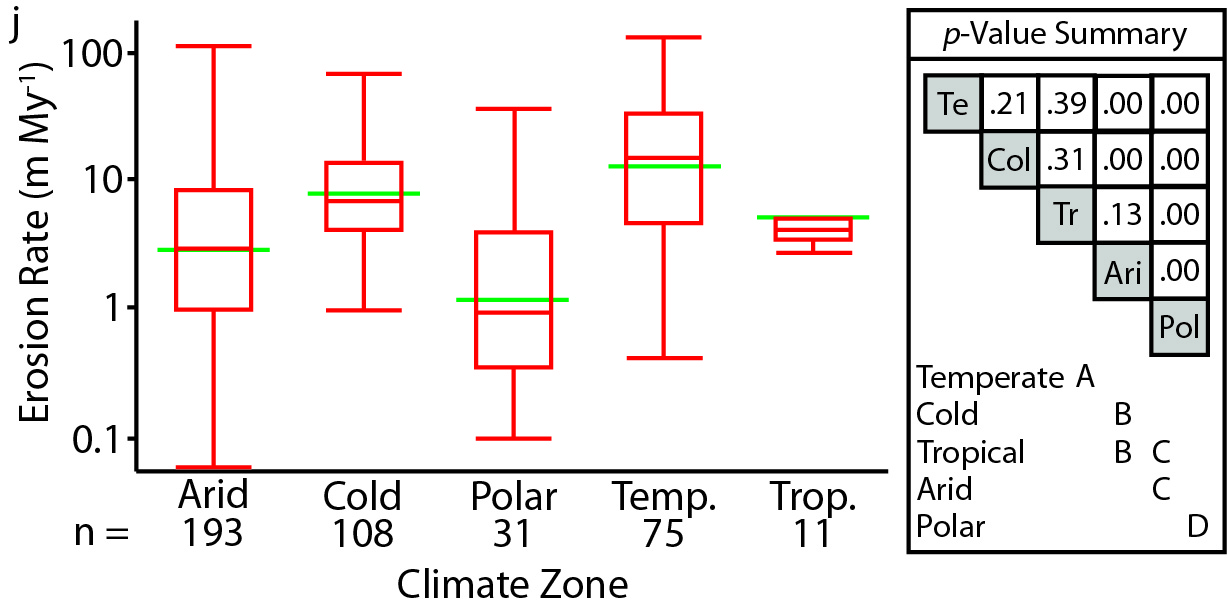 j
Erosion Rate (m My⁻¹)
100
10
1
0.1
Arid Cold Polar Temp. Trop.
n = 193 108 31 75 11
Climate Zone
p-Value Summary
Te .21 .39 .00 .00
Col .31 .00 .00
Tr .13 .00
Ari .00
Pol
Temperate A
Cold B
Tropical B C
Arid C
Polar D